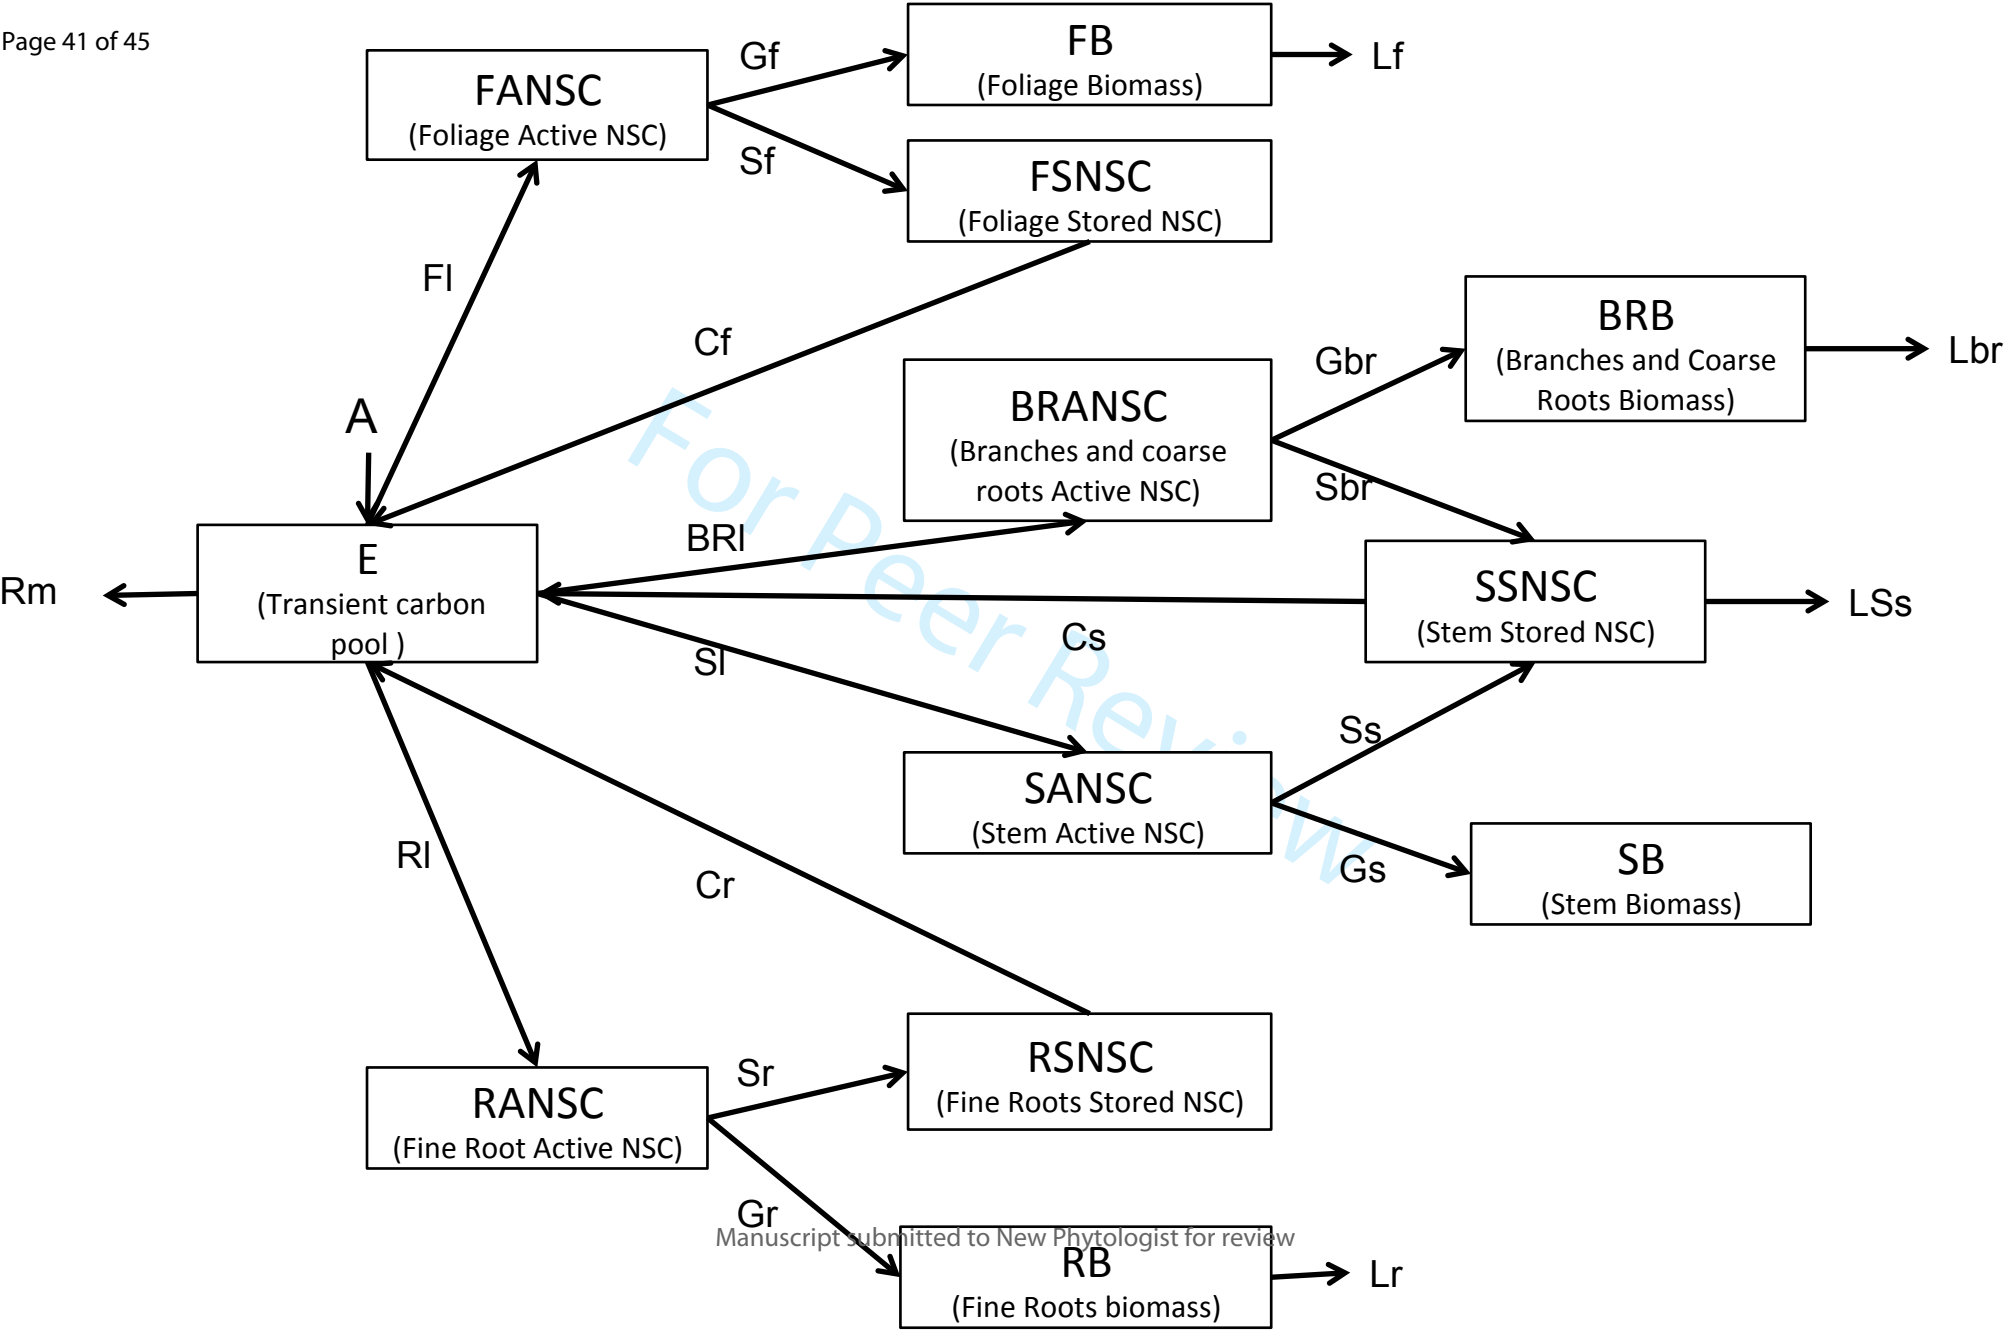 Page 41 of 45
FANSC
(Foliage Active NSC)
Gf
Sf
FB
(Foliage Biomass)
Lf
FSNSC
(Foliage Stored NSC)
Fl
Cf
A
BRANSC
(Branches and coarse
roots Active NSC)
Gbr
Sbr
BRB
(Branches and Coarse
Roots Biomass)
Lbr
Rm
E
(Transient carbon
pool )
BRl
Cs
Sl
SSNSC
(Stem Stored NSC)
LSs
SANSC
(Stem Active NSC)
Ss
Gs
SB
(Stem Biomass)
Rl
Cr
RANSC
(Fine Root Active NSC)
Sr
Gr
RSNSC
(Fine Roots Stored NSC)
RB
(Fine Roots biomass)
Lr
For Peer Review
Manuscript submitted to New Phytologist for review